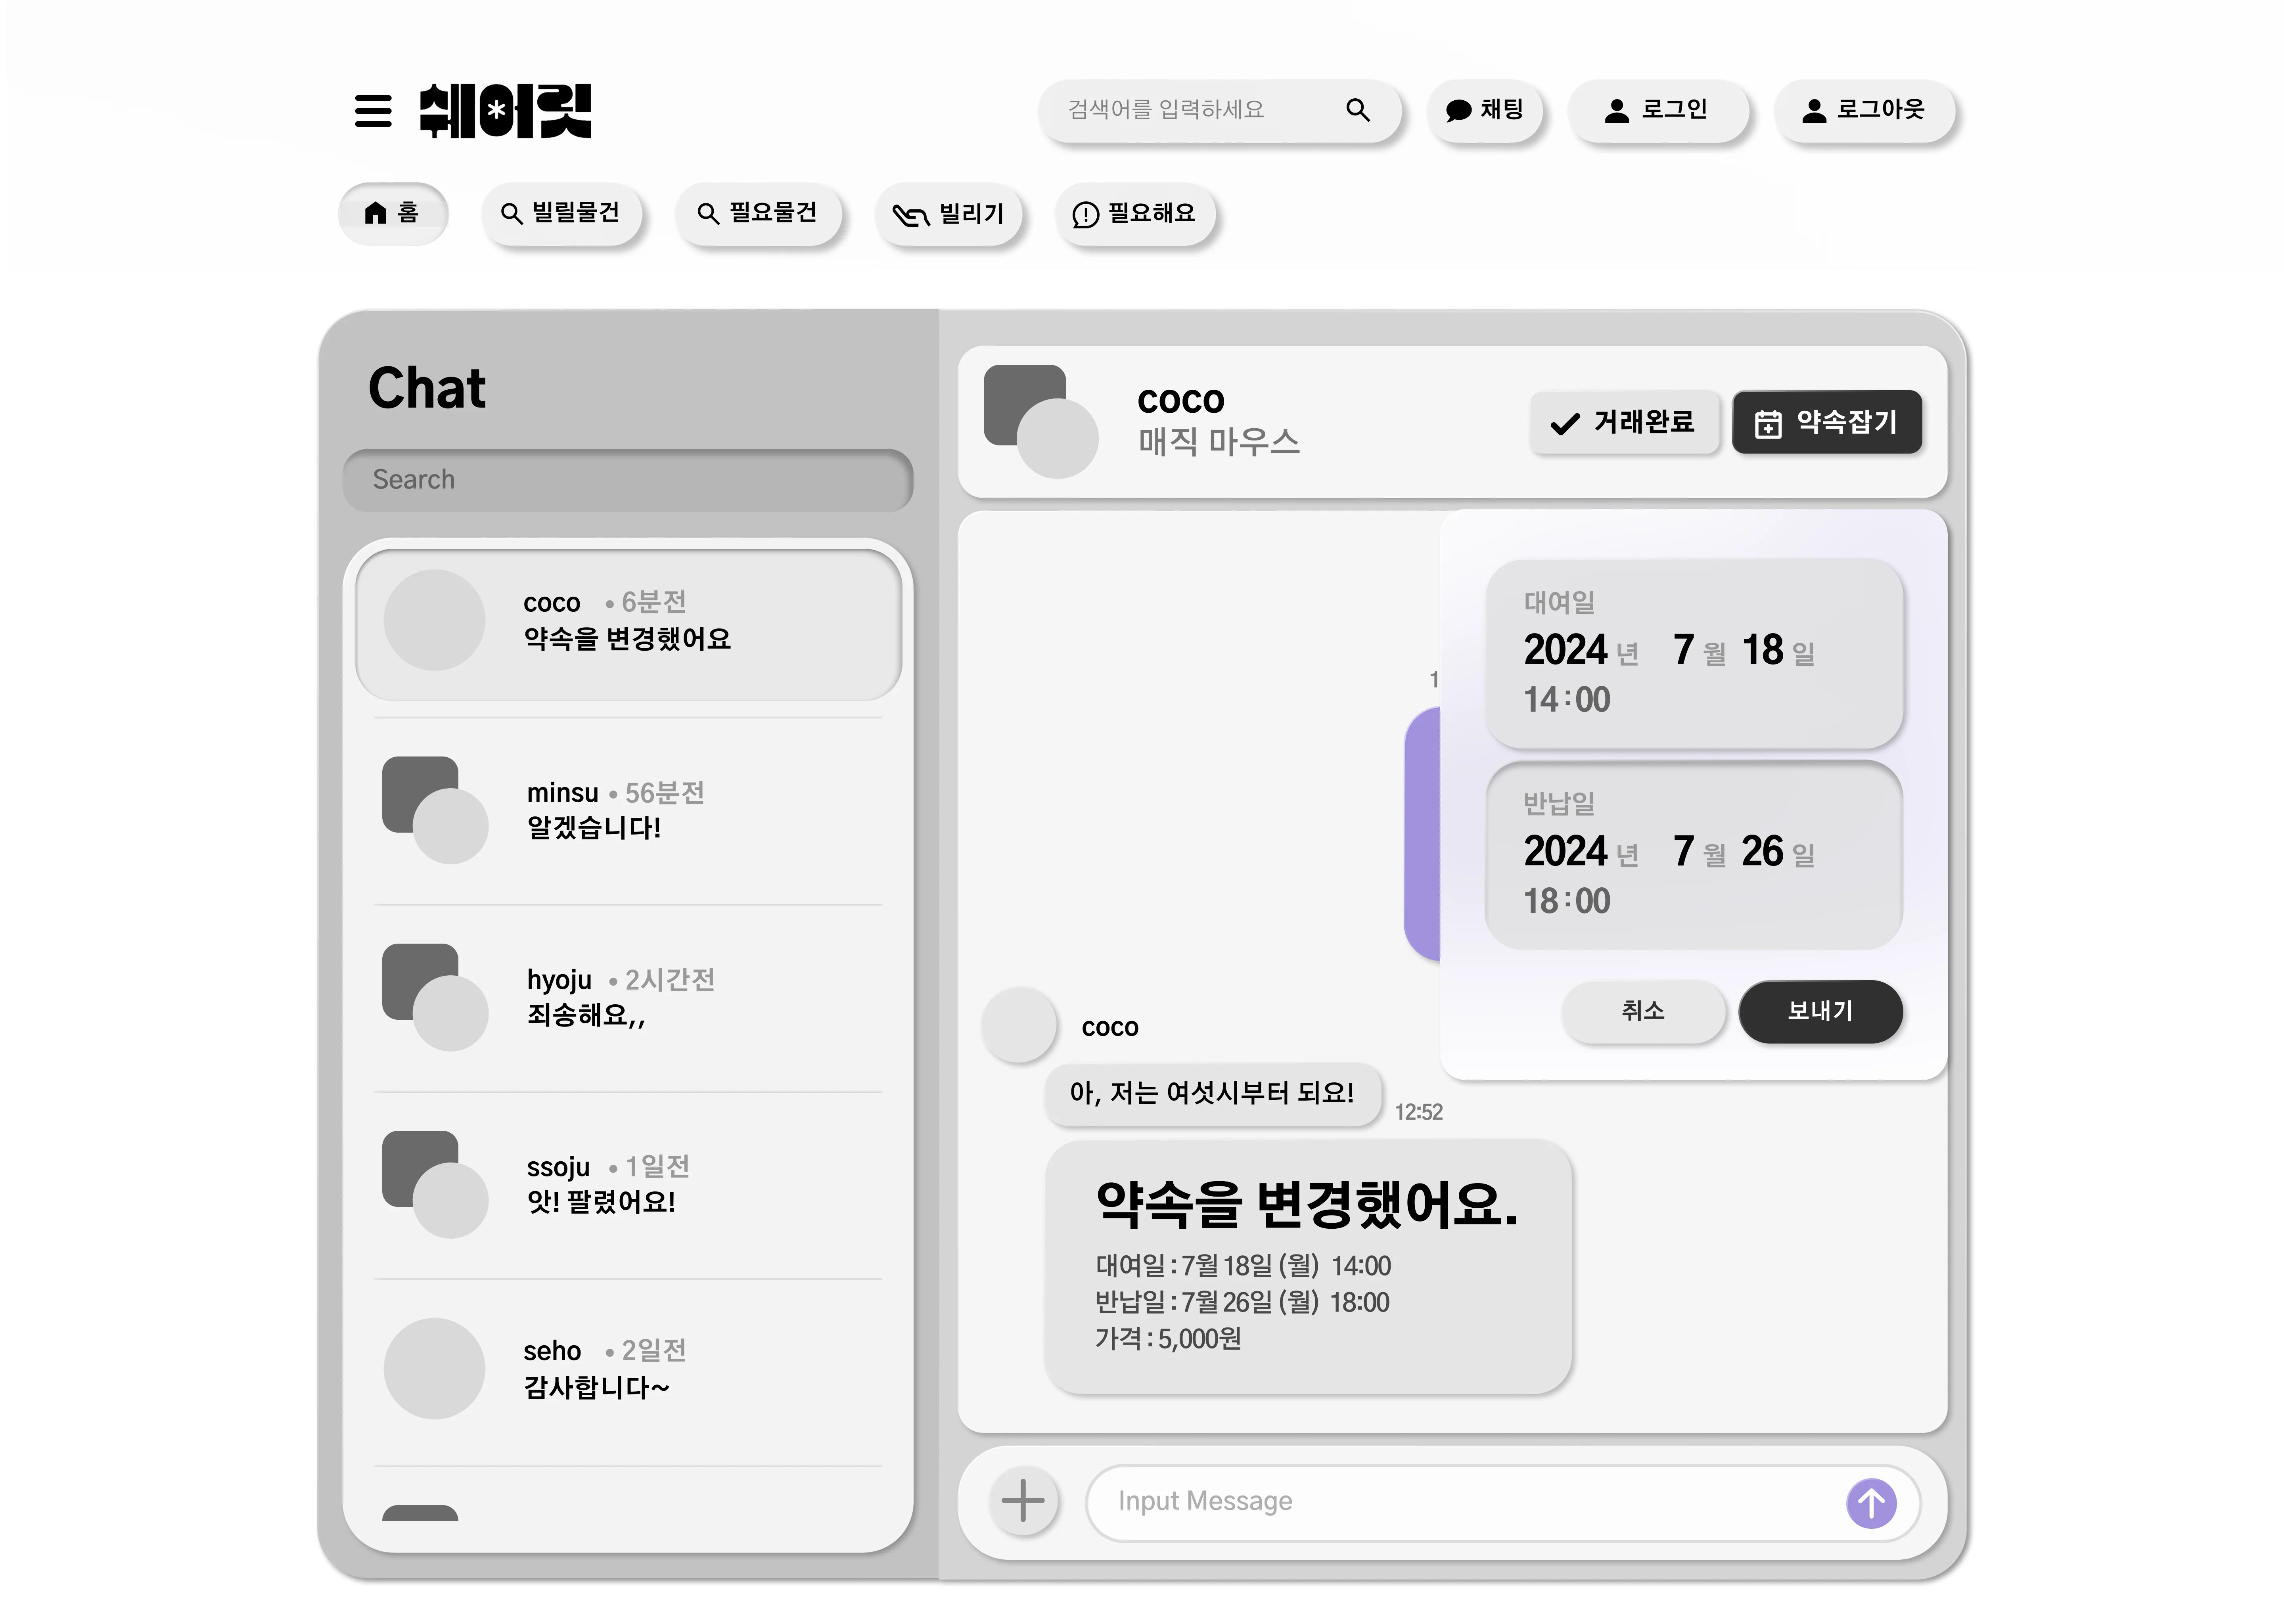 쉐어릿
검색어를 입력하세요
채팅
로그인
로그아웃
홈
빌릴물건
필요물건
빌리기
필요해요
Chat
Search
coco • 6분전
약속을 변경했어요
minsu • 56분전
알겠습니다!
hyoju • 2시간전
죄송해요,,
ssoju • 1일전
앗! 팔렸어요!
seho • 2일전
감사합니다~
coco
매직 마우스
거래완료
약속잡기
대여일
2024 년 7 월 18 일
14:00
반납일
2024 년 7 월 26 일
18:00
취소
보내기
1
coco
아, 저는 여섯시부터 되요!
12:52
약속을 변경했어요.
대여일 : 7월 18일 (월) 14:00
반납일 : 7월 26일 (월) 18:00
가격 : 5,000원
Input Message